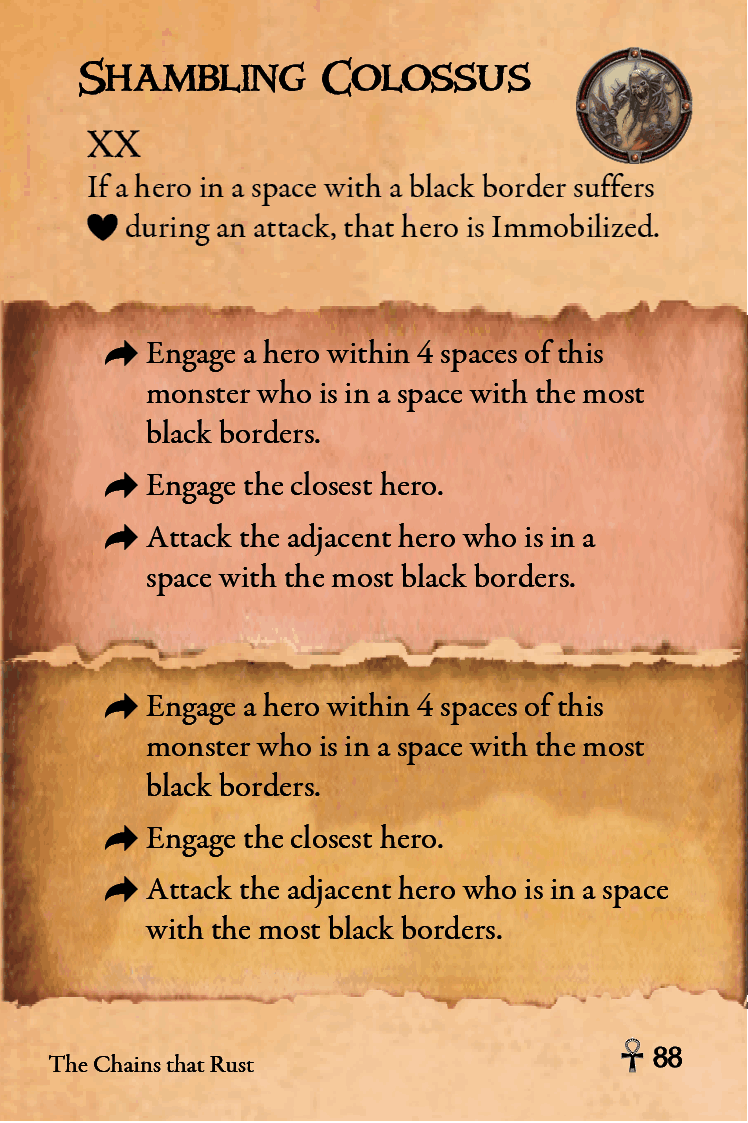 Shambling Colossus
XX
If a hero in a space with a black border suffers
♥ during an attack, that hero is Immobilized.
Engage a hero within 4 spaces of this
monster who is in a space with the most
black borders.
Engage the closest hero.
Attack the adjacent hero who is in a
space with the most black borders.
Engage a hero within 4 spaces of this
monster who is in a space with the most
black borders.
Engage the closest hero.
Attack the adjacent hero who is in a space
with the most black borders.
The Chains that Rust
☥ 88